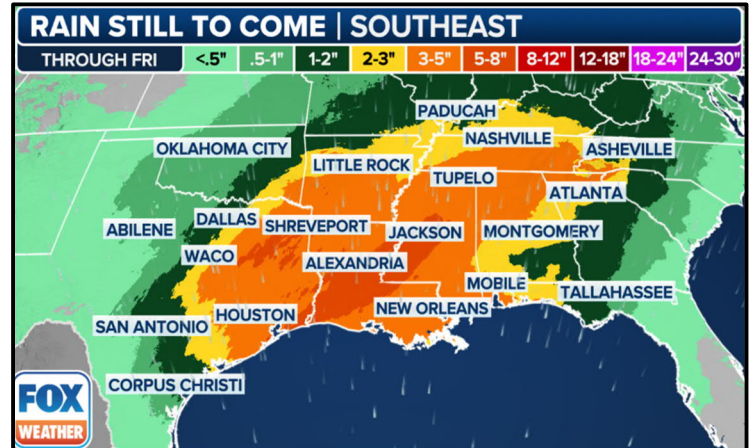 RAIN STILL TO COME | SOUTHEAST
THROUGH FRI <.5" .5-1" 1-2" 2-3" 3-5" 5-8" 8-12" 12-18" 18-24" 24-30"
PADUCAH
NASHVILLE
OKLAHOMA CITY
ASHEVILLE
LITTLE ROCK
TUPELO
ATLANTA
DALLAS
ABILENE
SHREVEPORT
JACKSON
MONTGOMERY
WACO
ALEXANDRIA
MOBILE
TALLAHASSEE
NEW ORLEANS
HOUSTON
SAN ANTONIO
CORPUS CHRISTI
FOX
WEATHER